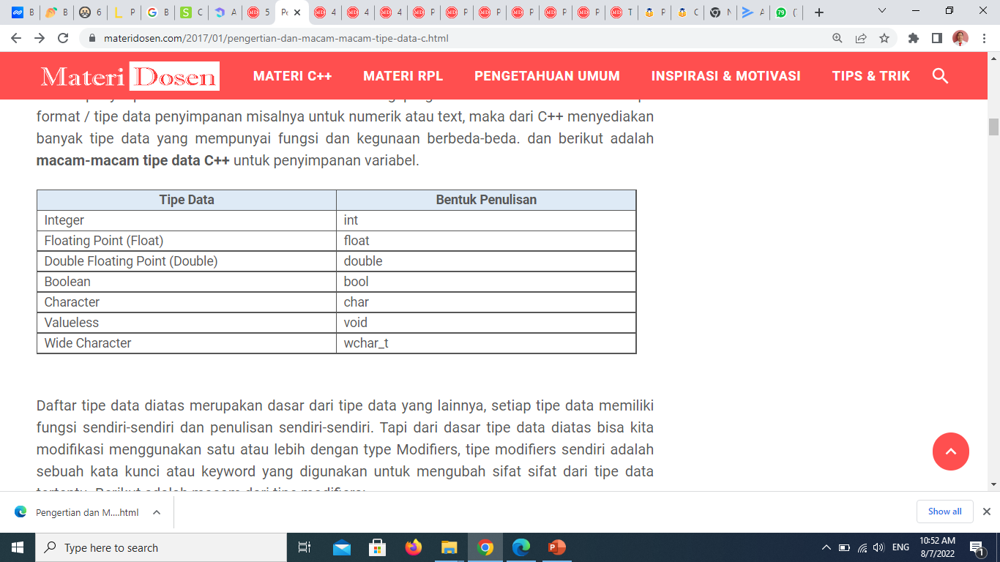 B
B
6
L P
B
S C
A
5
Pe
4
4
4
P
P
P
P
P
P
T
P
C
N
A
79 (
materidosen.com/2017/01/pengertian-dan-macam-macam-tipe-data-c.html
Materi Dosen
MATERI C++
MATERI RPL
PENGETAHUAN UMUM
INSPIRASI & MOTIVASI
TIPS & TRIK
format / tipe data penyimpanan misalnya untuk numerik atau text, maka dari C++ menyediakan
banyak tipe data yang mempunyai fungsi dan kegunaan berbeda-beda. dan berikut adalah
macam-macam tipe data C++ untuk penyimpanan variabel.
Tipe Data Bentuk Penulisan
Integer int
Floating Point (Float) float
Double Floating Point (Double) double
Boolean bool
Character char
Valueless void
Wide Character wchar_t
Daftar tipe data diatas merupakan dasar dari tipe data yang lainnya, setiap tipe data memiliki
fungsi sendiri-sendiri dan penulisan sendiri-sendiri. Tapi dari dasar tipe data diatas bisa kita
modifikasi menggunakan satu atau lebih dengan type Modifiers, tipe modifiers sendiri adalah
sebuah kata kunci atau keyword yang digunakan untuk mengubah sifat sifat dari tipe data
tertentu. Berikut adalah macam dari tipe modifiers:
Pengertian dan M....html
Show all
Type here to search
ENG
10:52 AM
8/7/2022
1